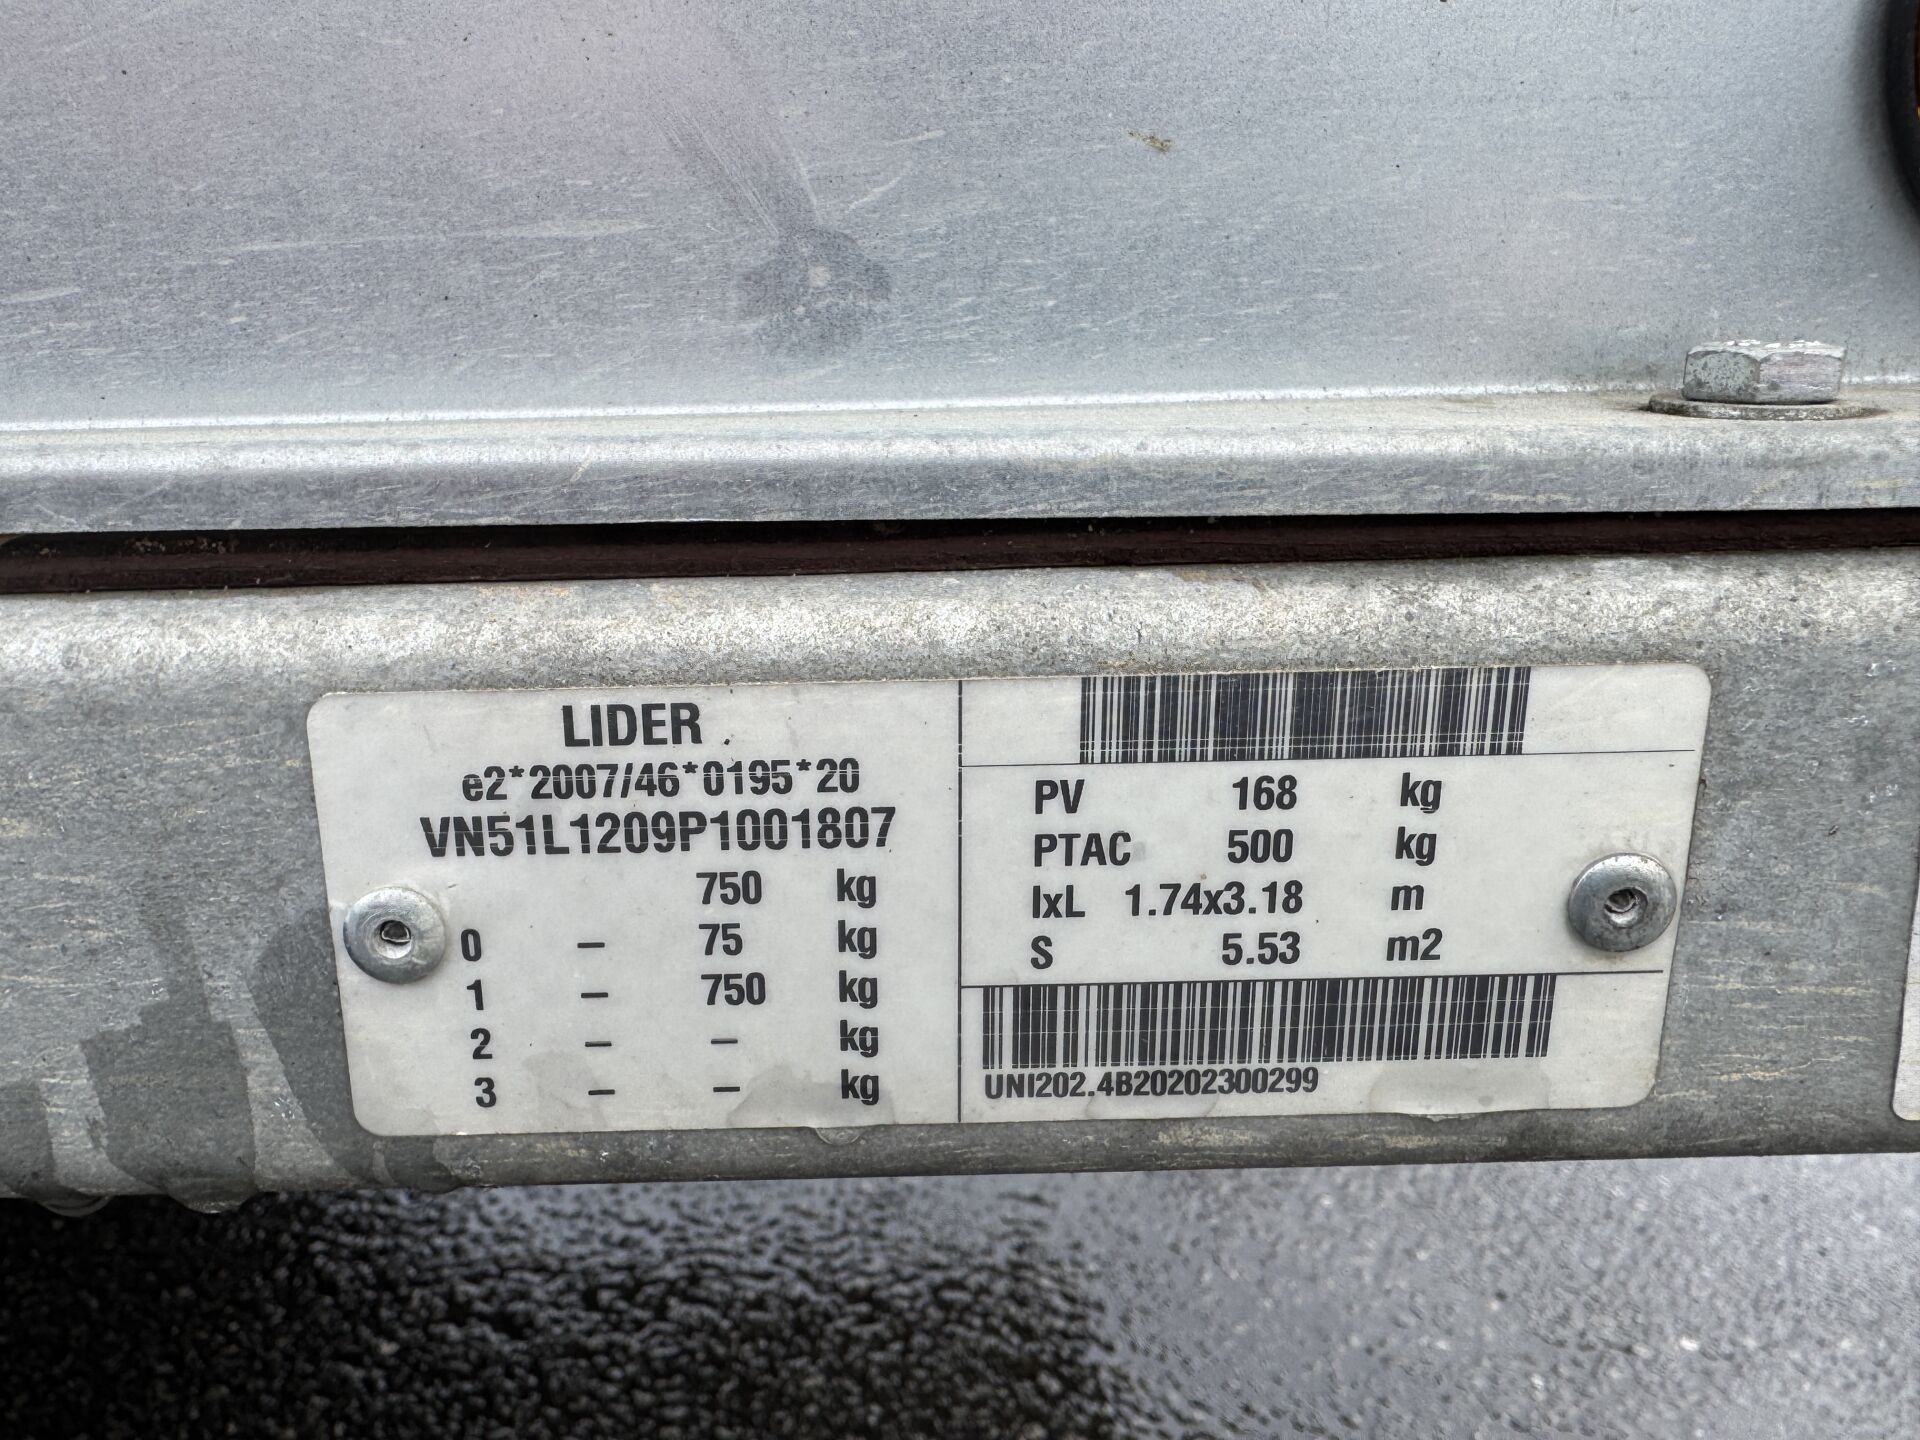 LIDER
e2*2007/46*0195*20
VN51L1209P1001807
750 kg
0 – 75 kg
1 – 750 kg
2 – – kg
3 – – kg
PV 168 kg
PTAC 500 kg
lxL 1.74x3.18 m
S 5.53 m2
UNI202.4B20202300299